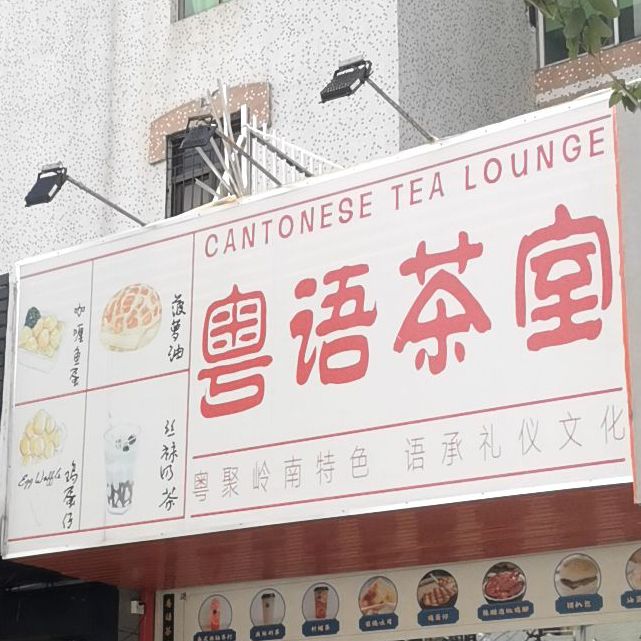 CANTONESE TEA LOUNGE
粤语茶室
粤聚岭南特色 语承礼仪文化
咖喱鱼蛋
菠萝油
Egg Waffle
鸡蛋仔
丝袜奶茶